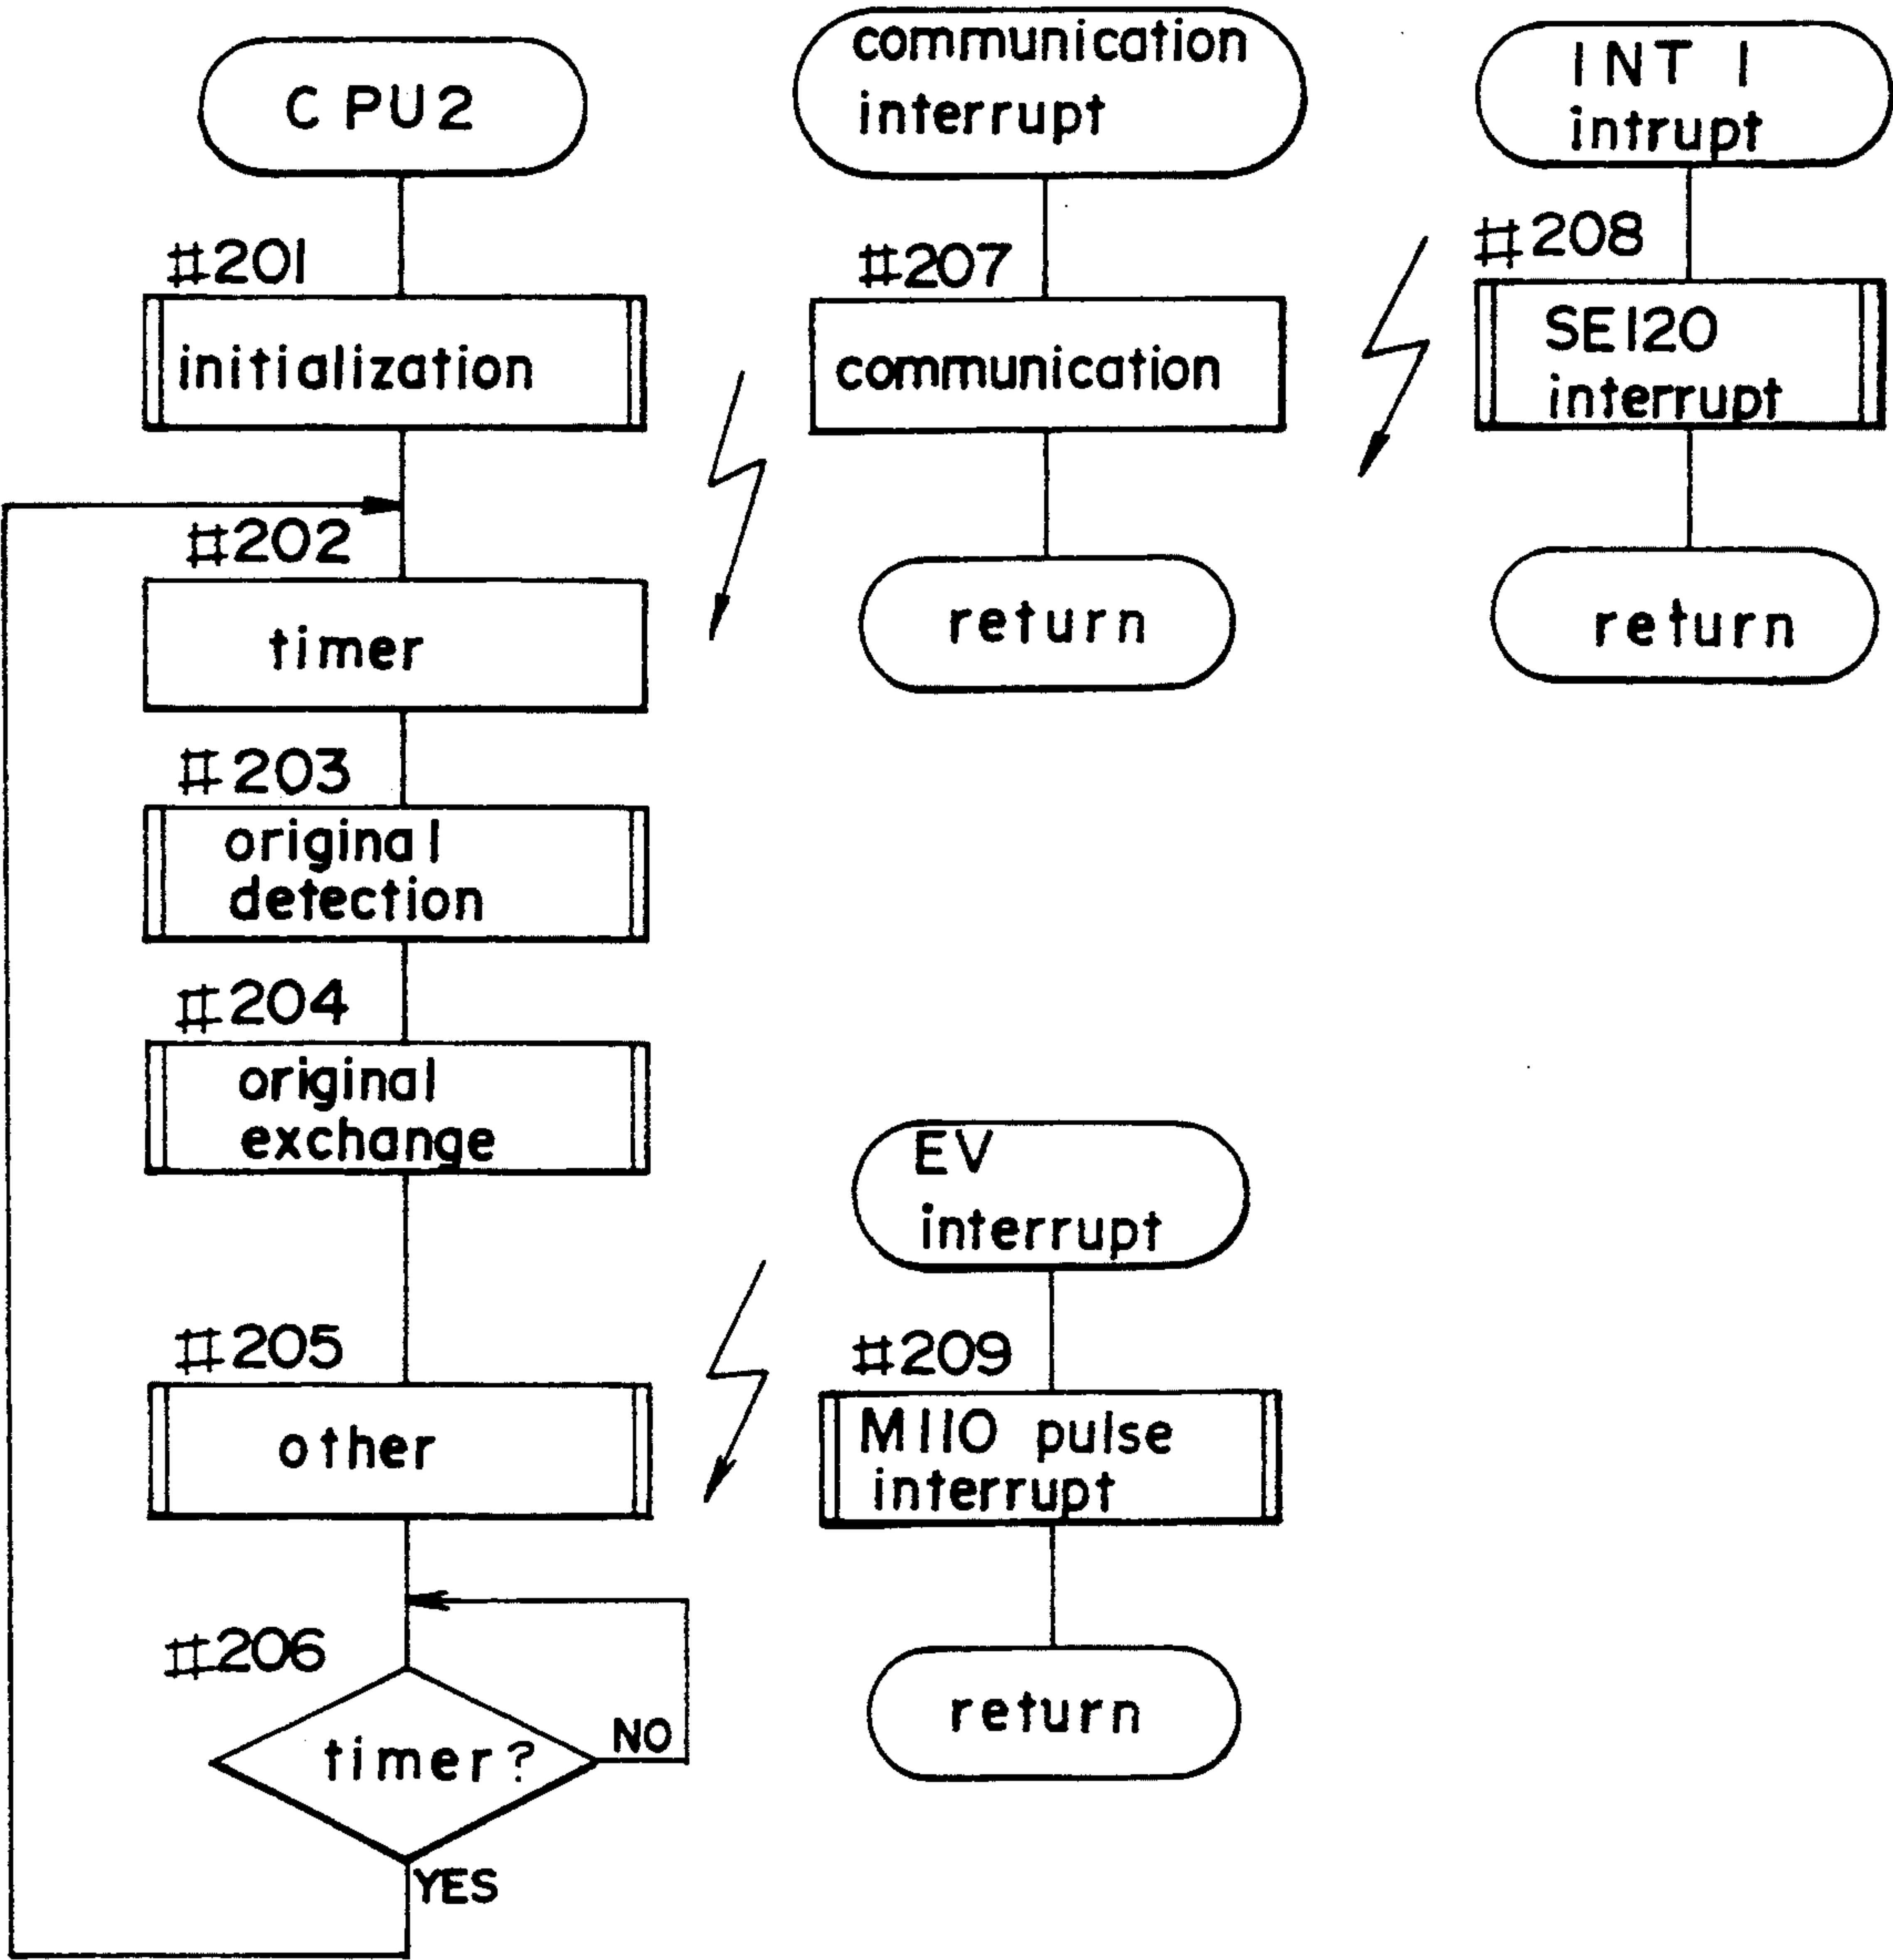 CPU2
#201
initialization
#202
timer
#203
original
detection
#204
original
exchange
#205
other
#206
timer?
NO
YES
communication
interrupt
#207
communication
return
INT 1
intrupt
#208
SE120
interrupt
return
EV
interrupt
#209
M110 pulse
interrupt
return